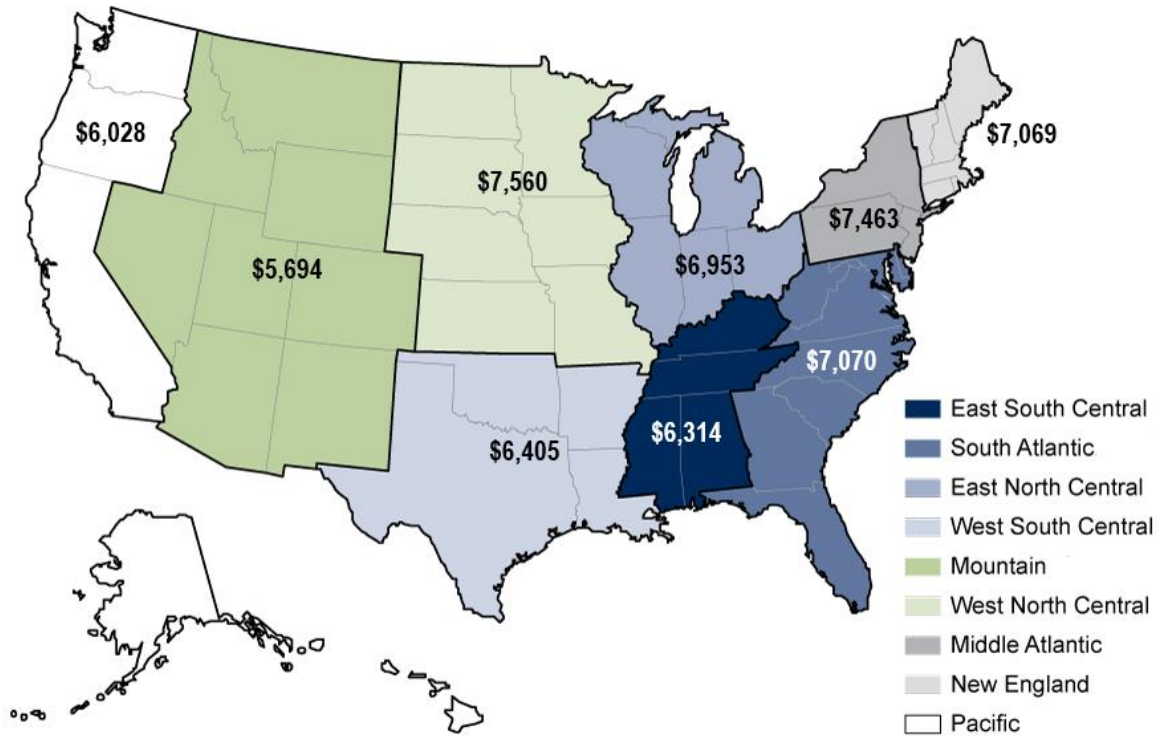 $6,028
$7,069
$7,560
$7,463
$5,694
$6,953
$7,070
$6,405
$6,314
East South Central
South Atlantic
East North Central
West South Central
Mountain
West North Central
Middle Atlantic
New England
Pacific